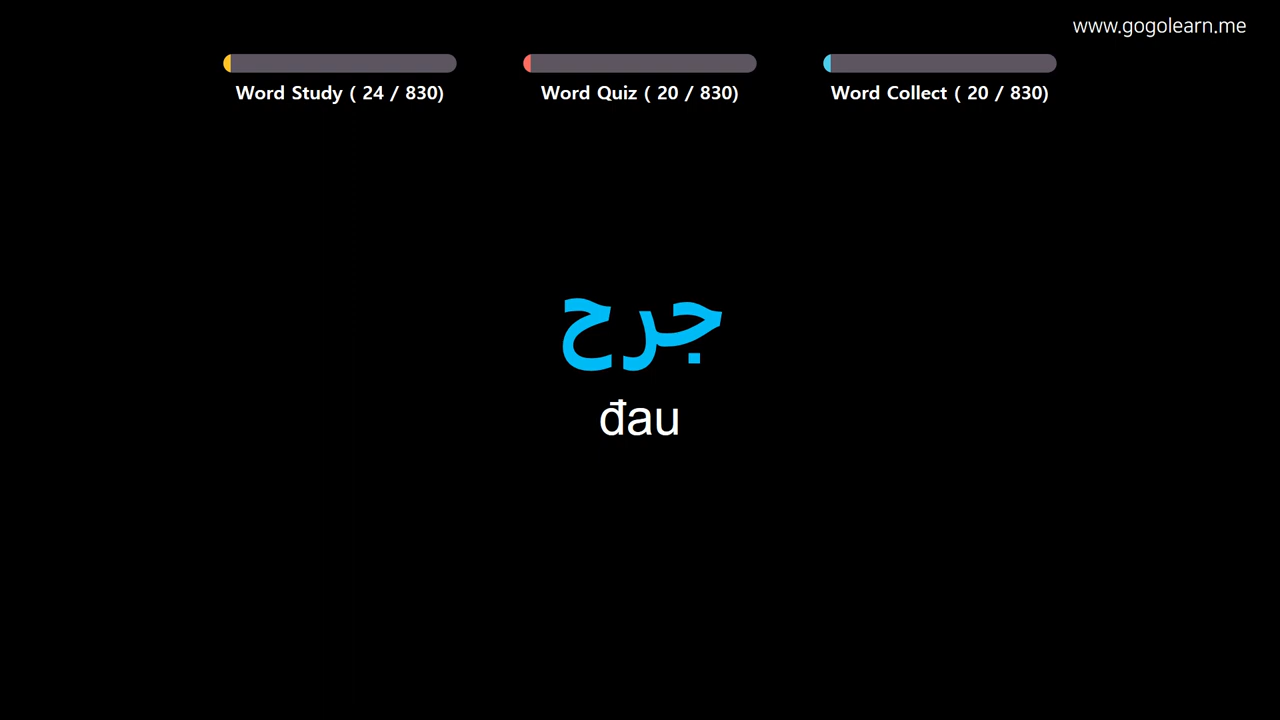 www.gogolearn.me
Word Study ( 24 / 830)
Word Quiz ( 20 / 830)
Word Collect ( 20 / 830)
جرح
đau